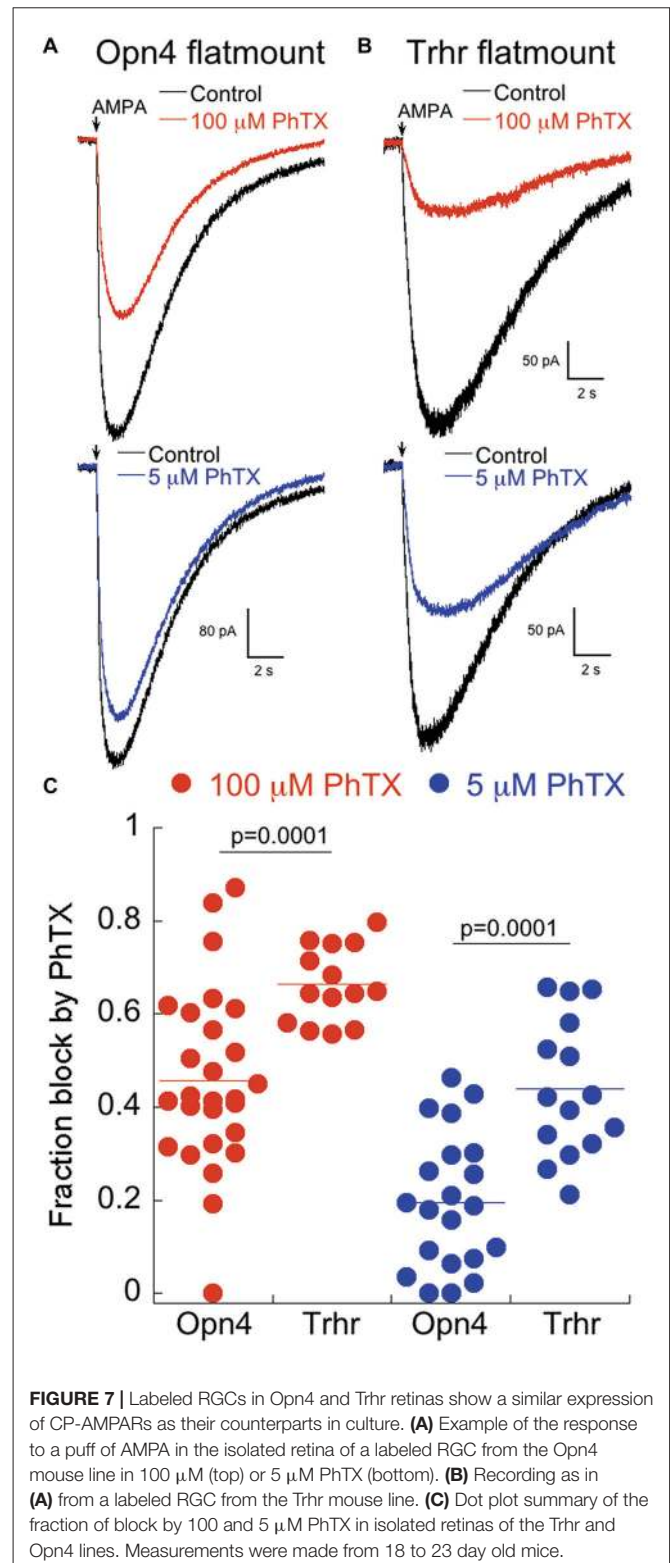 A Opn4 flatmount
B Trhr flatmount
Control
AMPA
100 μM PhTX
Control
AMPA
100 μM PhTX
50 pA
2 s
Control
5 μM PhTX
80 pA
2 s
Control
5 μM PhTX
50 pA
2 s
C
100 μM PhTX 5 μM PhTX
Fraction block by PhTX
1
0.8
0.6
0.4
0.2
0
p=0.0001
p=0.0001
Opn4 Trhr Opn4 Trhr
FIGURE 7 | Labeled RGCs in Opn4 and Trhr retinas show a similar expression
of CP-AMPARs as their counterparts in culture. (A) Example of the response
to a puff of AMPA in the isolated retina of a labeled RGC from the Opn4
mouse line in 100 μM (top) or 5 μM PhTX (bottom). (B) Recording as in
(A) from a labeled RGC from the Trhr mouse line. (C) Dot plot summary of the
fraction of block by 100 and 5 μM PhTX in isolated retinas of the Trhr and
Opn4 lines. Measurements were made from 18 to 23 day old mice.